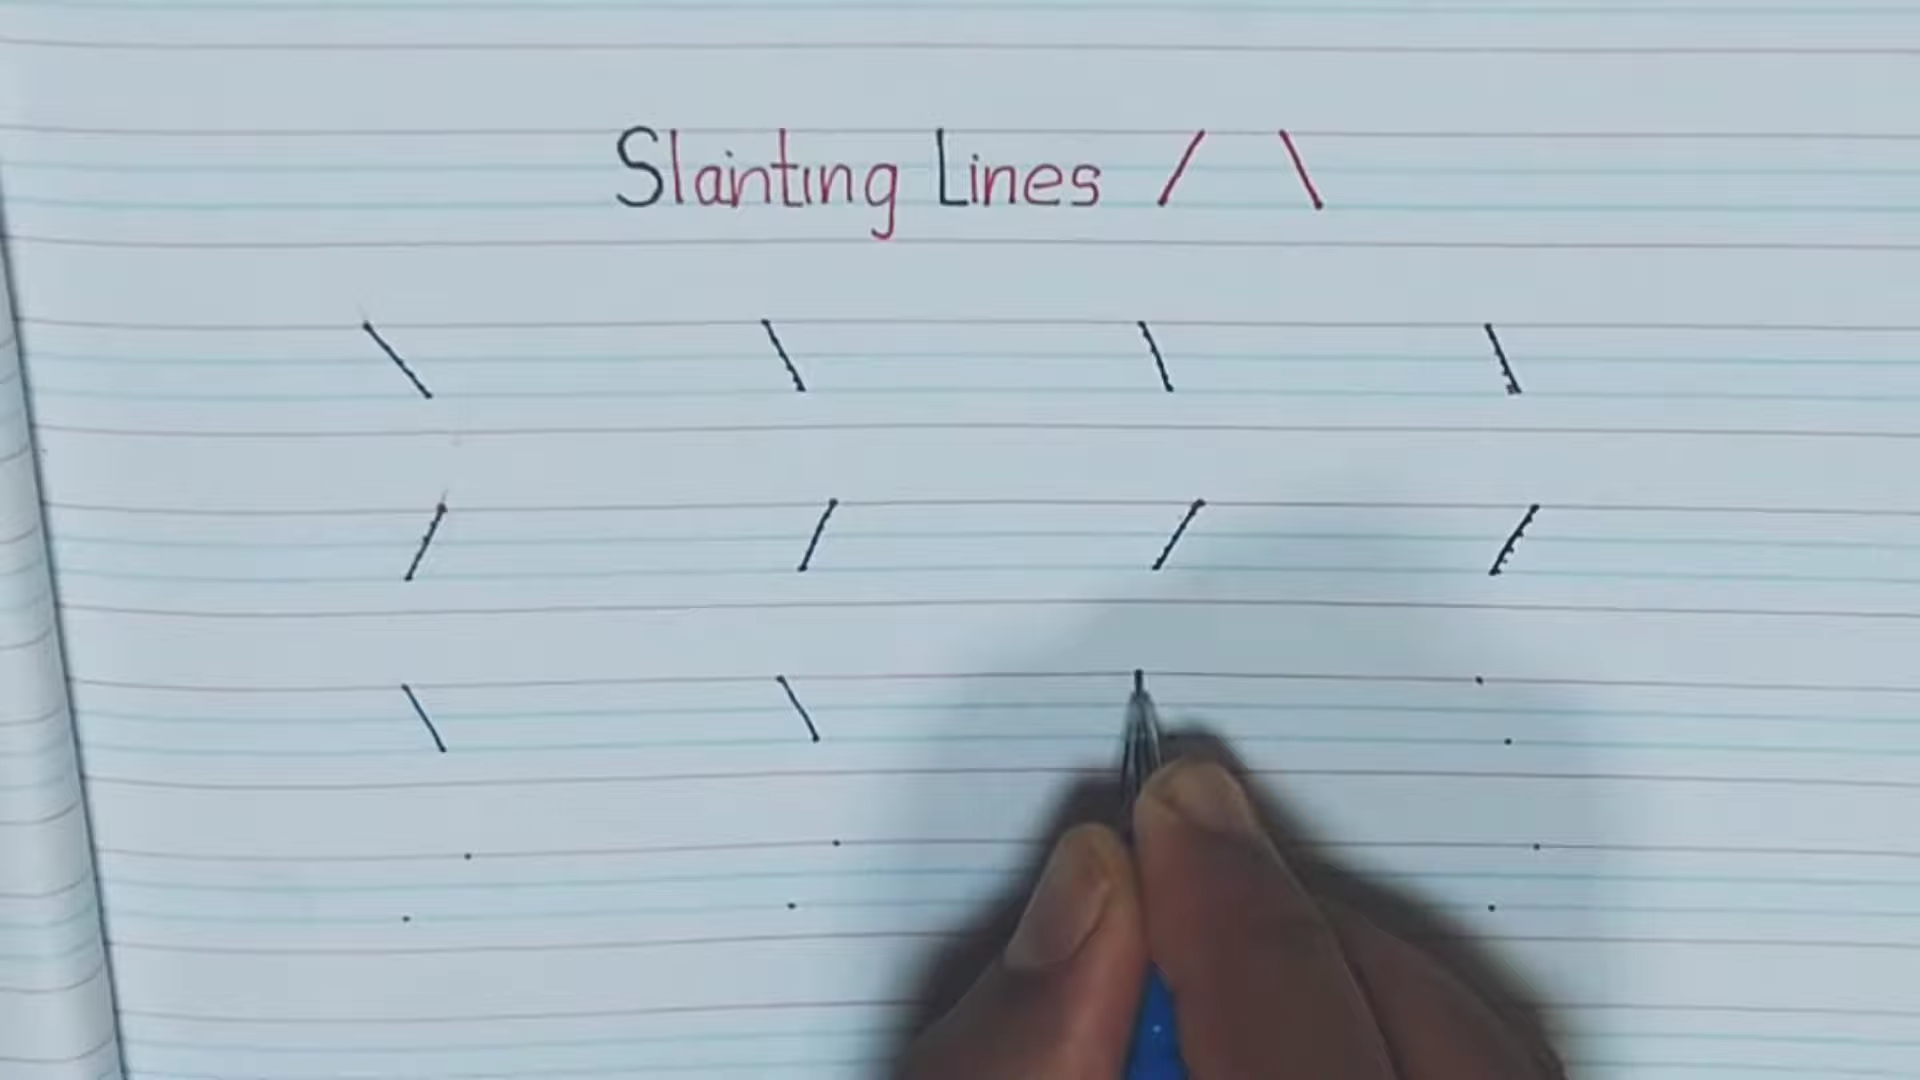 Slanting Lines / \
\ \ \ \
/ / / /
\ \